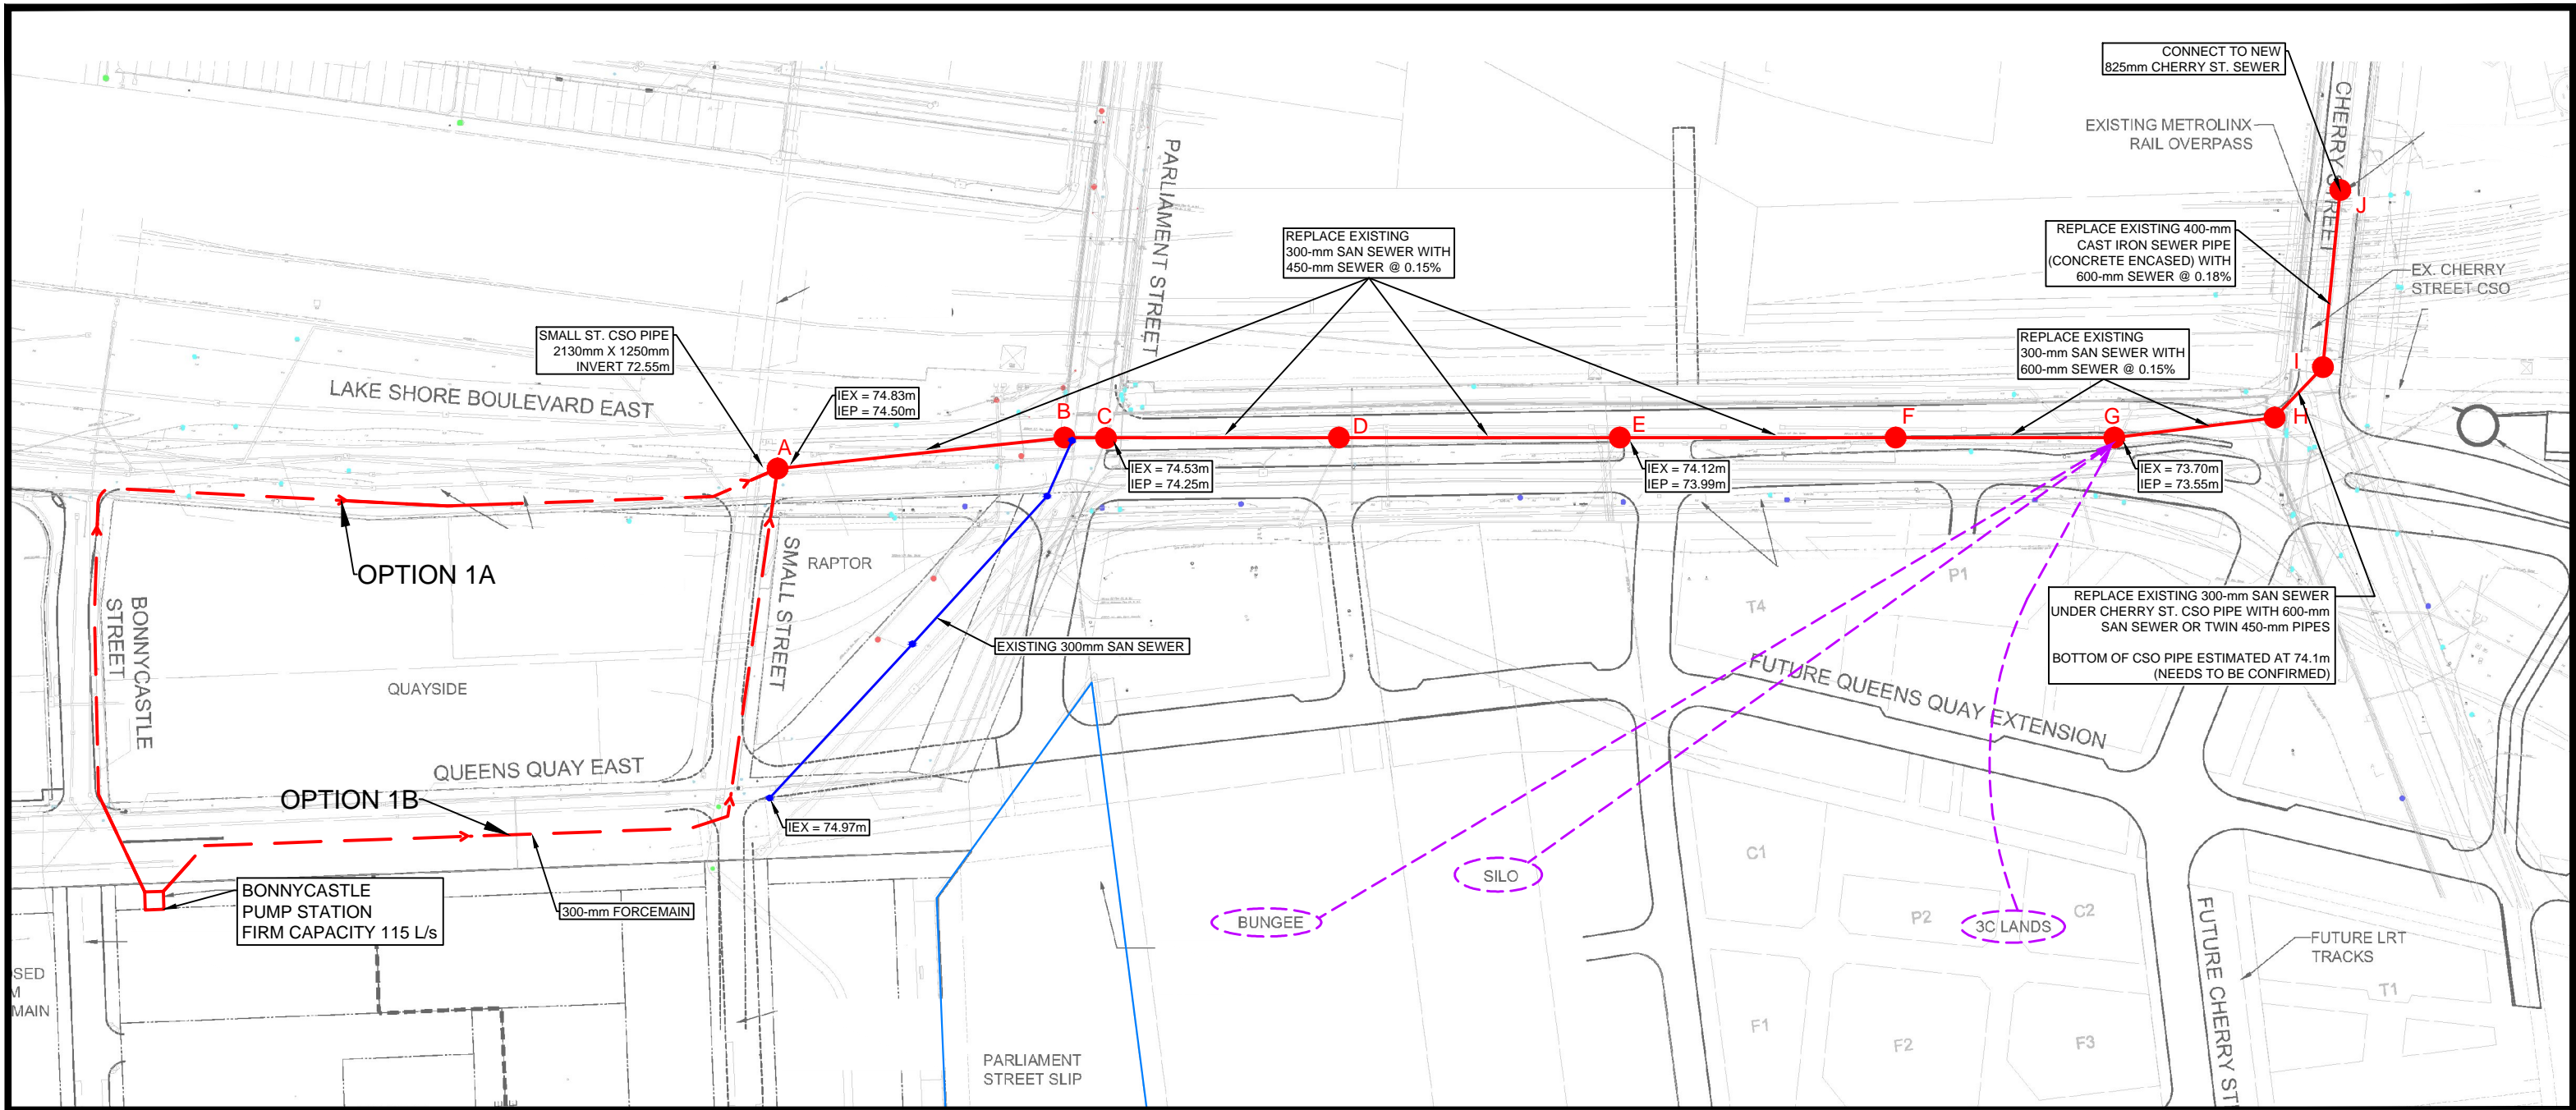 CONNECT TO NEW
825mm CHERRY ST. SEWER
CHERRY STREET
EXISTING METROLINX
RAIL OVERPASS
J
PARLIAMENT STREET
REPLACE EXISTING
300-mm SAN SEWER WITH
450-mm SEWER @ 0.15%
REPLACE EXISTING 400-mm
CAST IRON SEWER PIPE
(CONCRETE ENCASED) WITH
600-mm SEWER @ 0.18%
EX. CHERRY
STREET CSO
SMALL ST. CSO PIPE
2130mm X 1250mm
INVERT 72.55m
REPLACE EXISTING
300-mm SAN SEWER WITH
600-mm SEWER @ 0.15%
I
LAKE SHORE BOULEVARD EAST
IEX = 74.83m
IEP = 74.50m
A
B
C
D
E
F
G
H
IEX = 74.53m
IEP = 74.25m
IEX = 74.12m
IEP = 73.99m
IEX = 73.70m
IEP = 73.55m
OPTION 1A
RAPTOR
SMALL STREET
BONNYCASTLE
STREET
P1
T4
REPLACE EXISTING 300-mm SAN SEWER
UNDER CHERRY ST. CSO PIPE WITH 600-mm
SAN SEWER OR TWIN 450-mm PIPES
BOTTOM OF CSO PIPE ESTIMATED AT 74.1m
(NEEDS TO BE CONFIRMED)
EXISTING 300mm SAN SEWER
QUAYSIDE
FUTURE QUEENS QUAY EXTENSION
QUEENS QUAY EAST
OPTION 1B
IEX = 74.97m
C1
SILO
BONNYCASTLE
PUMP STATION
FIRM CAPACITY 115 L/s
300-mm FORCEMAIN
BUNGEE
P2
C2
3C LANDS
FUTURE CHERRY ST
FUTURE LRT
TRACKS
T1
SED
M
MAIN
F1
F2
F3
PARLIAMENT
STREET SLIP